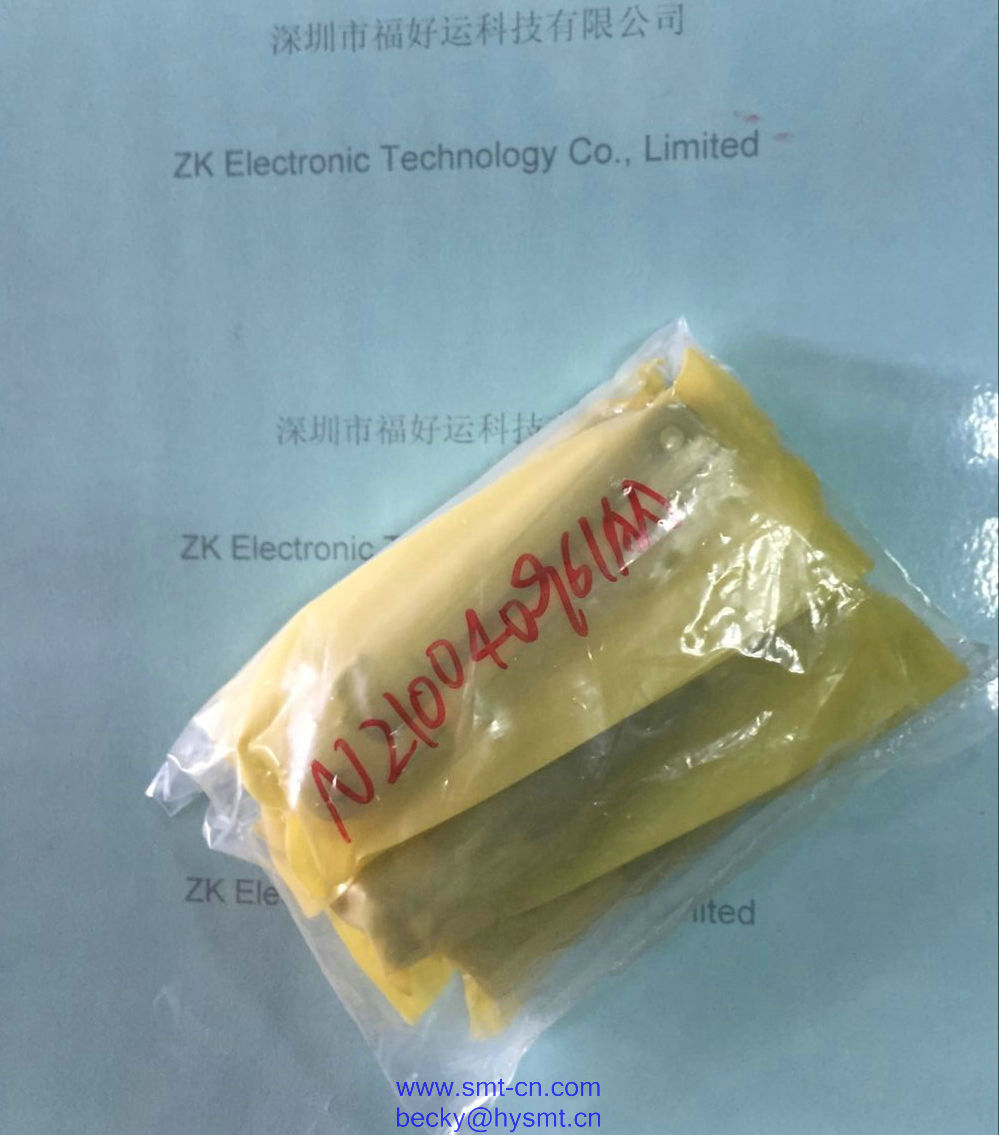 深圳市福好运科技有限公司
ZK Electronic Technology Co., Limited
深圳市福好运科技
ZK Electronic
N210040961AA
ZK Ele
ited
www.smt-cn.com
becky@hysmt.cn